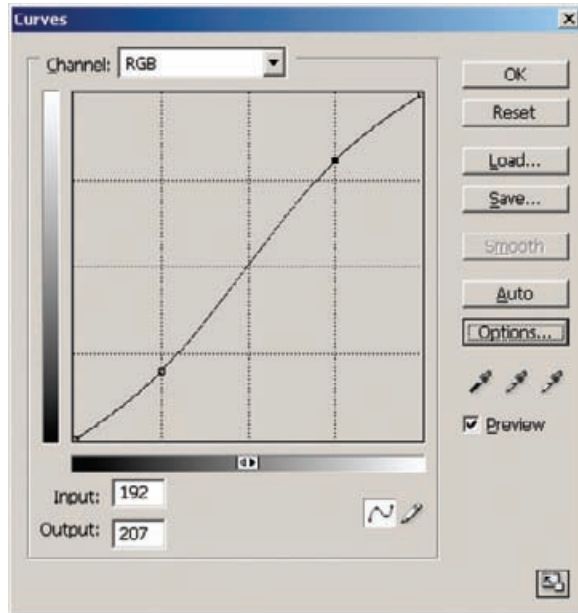 Curves
Channel: RGB
OK
Reset
Load...
Save...
Smooth
Auto
Options...
Preview
Input: 192
Output: 207